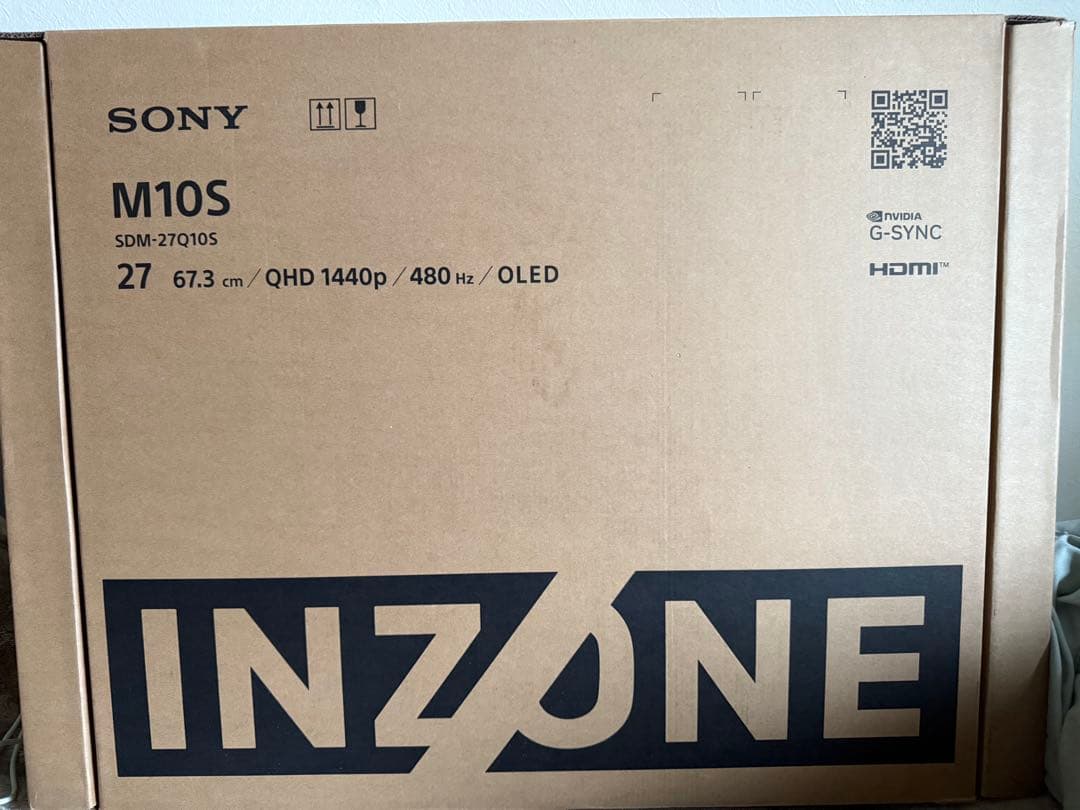 SONY
M10S
SDM-27Q10S
27 67.3 cm / QHD 1440p / 480 Hz / OLED
NVIDIA
G-SYNC
HDMI™
INZONE